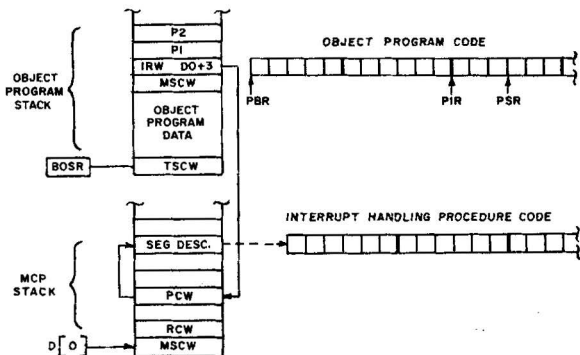 P2
P1
IRW DO+3
MSCW
OBJECT
PROGRAM
DATA
TSCW
OBJECT
PROGRAM
STACK
BOSR
OBJECT PROGRAM CODE
PBR
PIR
PSR
INTERRUPT HANDLING PROCEDURE CODE
SEG DESC.
PCW
RCW
MSCW
MCP
STACK
D[0]